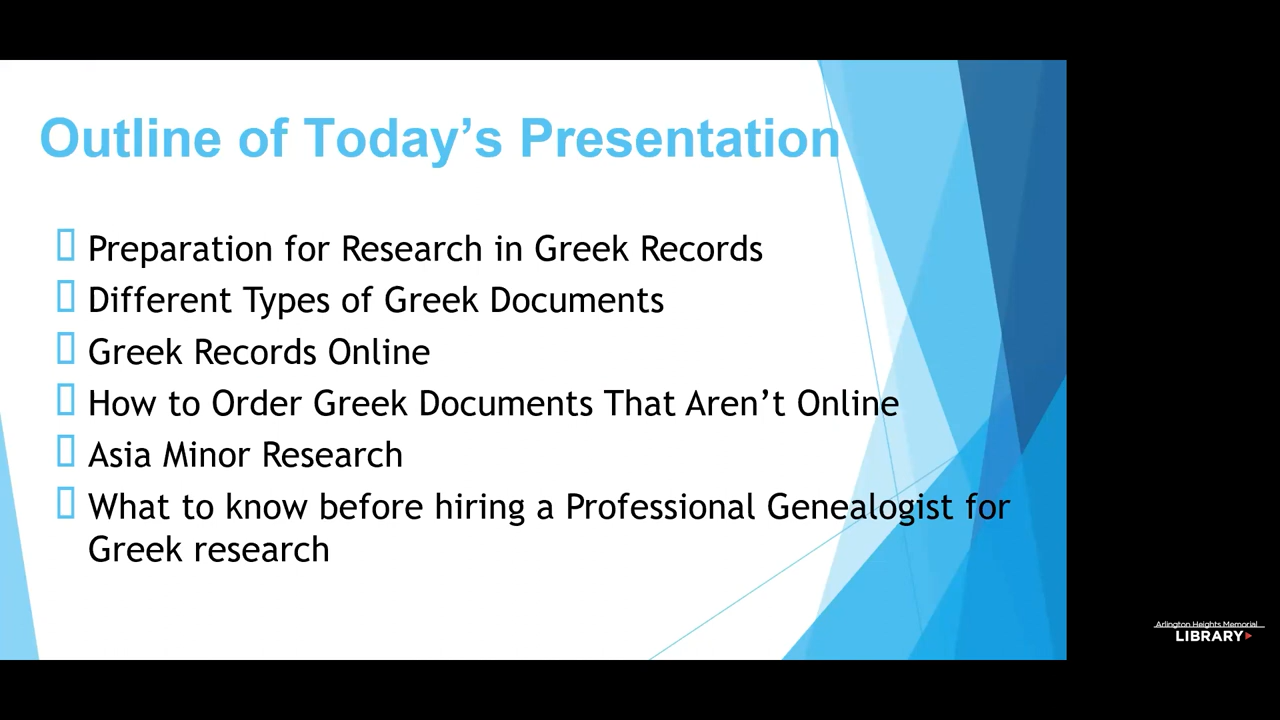 Outline of Today’s Presentation
Preparation for Research in Greek Records
Different Types of Greek Documents
Greek Records Online
How to Order Greek Documents That Aren’t Online
Asia Minor Research
What to know before hiring a Professional Genealogist for
Greek research
Arlington Heights Memorial
LIBRARY